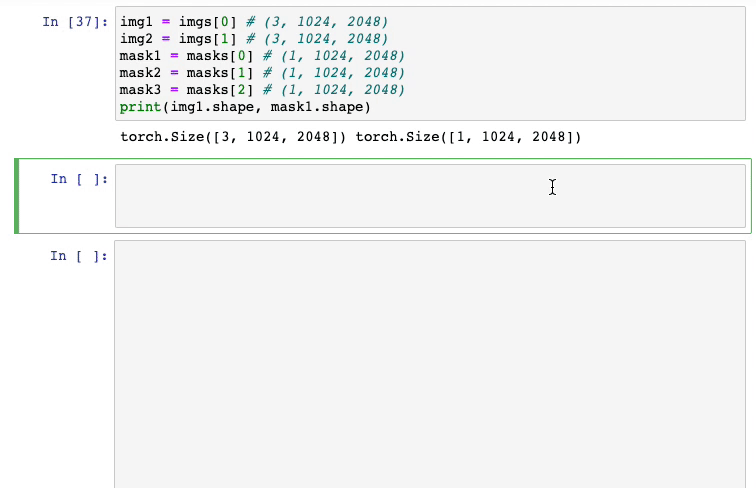 In [37]: img1 = imgs[0] # (3, 1024, 2048)
img2 = imgs[1] # (3, 1024, 2048)
mask1 = masks[0] # (1, 1024, 2048)
mask2 = masks[1] # (1, 1024, 2048)
mask3 = masks[2] # (1, 1024, 2048)
print(img1.shape, mask1.shape)
torch.Size([3, 1024, 2048]) torch.Size([1, 1024, 2048])
In [ ]:
In [ ]: